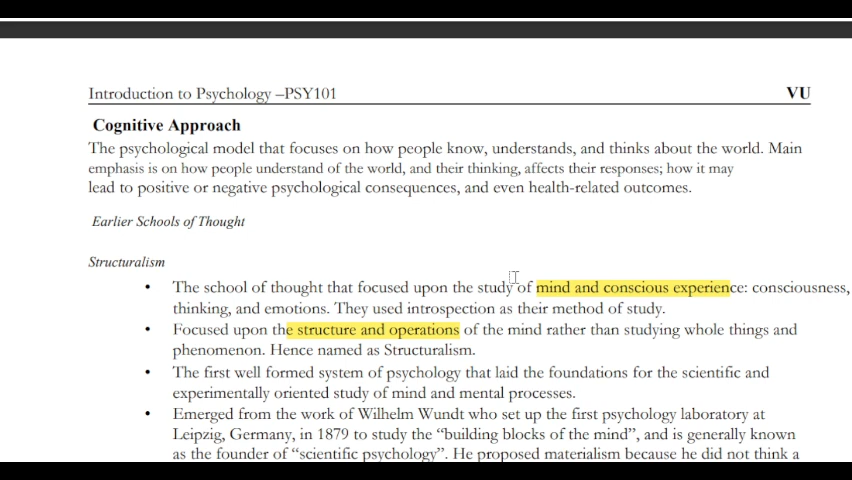 Introduction to Psychology –PSY101 VU
Cognitive Approach
The psychological model that focuses on how people know, understands, and thinks about the world. Main
emphasis is on how people understand of the world, and their thinking, affects their responses; how it may
lead to positive or negative psychological consequences, and even health-related outcomes.
Earlier Schools of Thought
Structuralism
• The school of thought that focused upon the study of mind and conscious experience: consciousness,
thinking, and emotions. They used introspection as their method of study.
• Focused upon the structure and operations of the mind rather than studying whole things and
phenomenon. Hence named as Structuralism.
• The first well formed system of psychology that laid the foundations for the scientific and
experimentally oriented study of mind and mental processes.
• Emerged from the work of Wilhelm Wundt who set up the first psychology laboratory at
Leipzig, Germany, in 1879 to study the “building blocks of the mind”, and is generally known
as the founder of “scientific psychology”. He proposed materialism because he did not think a